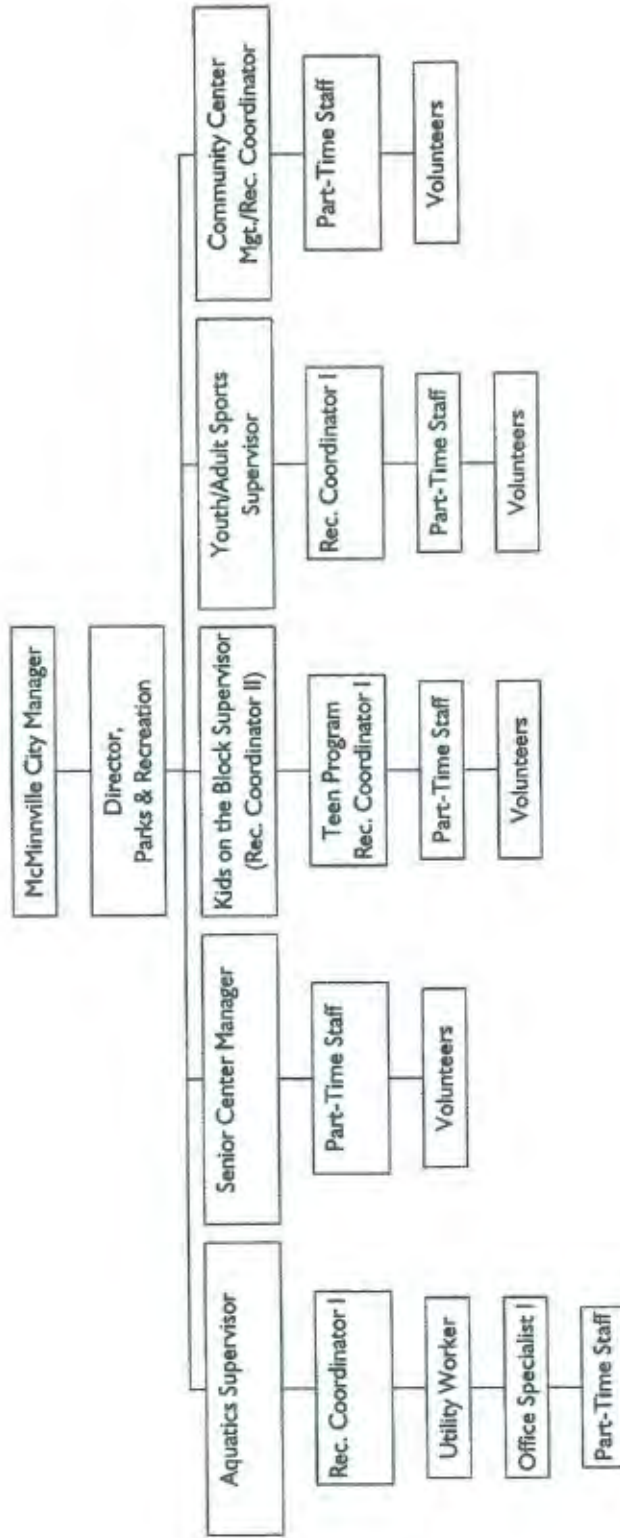 McMinnville City Manager
Director,
Parks & Recreation
Aquatics Supervisor
Rec. Coordinator I
Utility Worker
Office Specialist I
Part-Time Staff
Senior Center Manager
Part-Time Staff
Volunteers
Kids on the Block Supervisor
(Rec. Coordinator II)
Teen Program
Rec. Coordinator I
Part-Time Staff
Volunteers
Youth/Adult Sports
Supervisor
Rec. Coordinator I
Part-Time Staff
Volunteers
Community Center
Mgt./Rec. Coordinator
Part-Time Staff
Volunteers